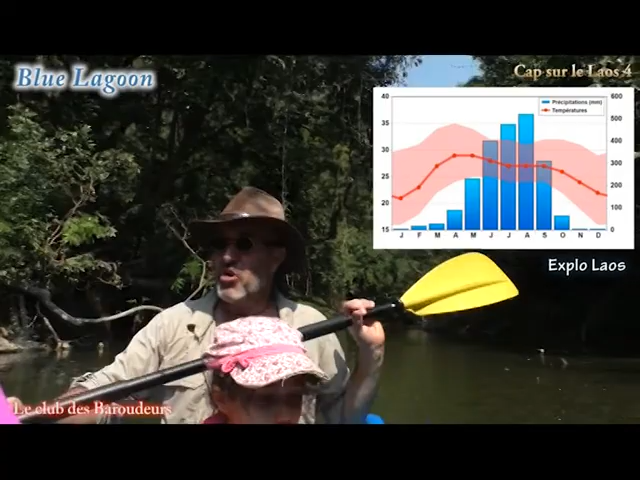 Blue Lagoon
Cap sur le Laos 4
40
35
30
25
20
15
600
500
400
300
200
100
0
Précipitations (mm)
Températures
J F M A M J J A S O N D
Explo Laos
Le club des Baroudeurs